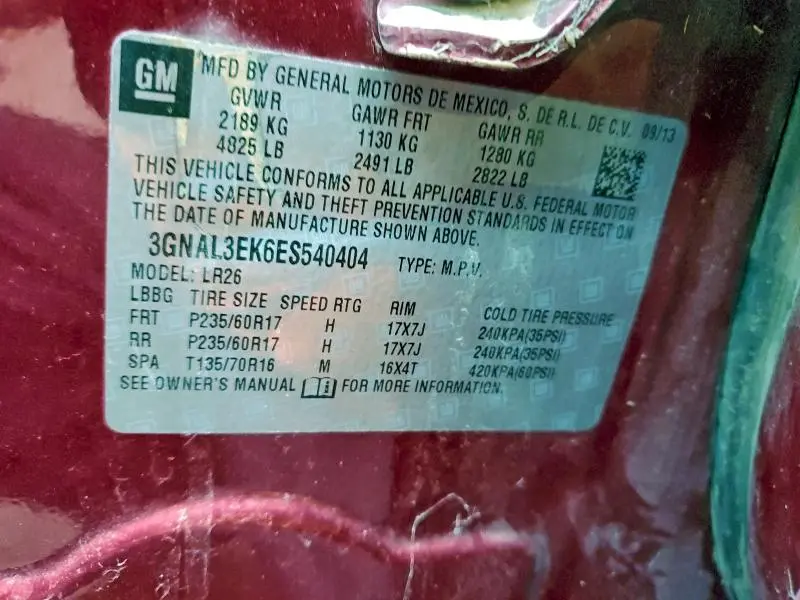 GM MFD BY GENERAL MOTORS DE MEXICO, S. DE R.L. DE C.V. 09/13
GVWR GAWR FRT GAWR RR
2189 KG 1130 KG 1280 KG
4825 LB 2491 LB 2822 LB
THIS VEHICLE CONFORMS TO ALL APPLICABLE U.S. FEDERAL MOTOR
VEHICLE SAFETY AND THEFT PREVENTION STANDARDS IN EFFECT ON
THE DATE OF MANUFACTURE SHOWN ABOVE.
3GNAL3EK6ES540404 TYPE: M.P.V.
MODEL: LR26
LBBG TIRE SIZE SPEED RTG RIM COLD TIRE PRESSURE
FRT P235/60R17 H 17X7J 240KPA(35PSI)
RR P235/60R17 H 17X7J 240KPA(35PSI)
SPA T135/70R16 M 16X4T 420KPA(60PSI)
SEE OWNER'S MANUAL i FOR MORE INFORMATION.